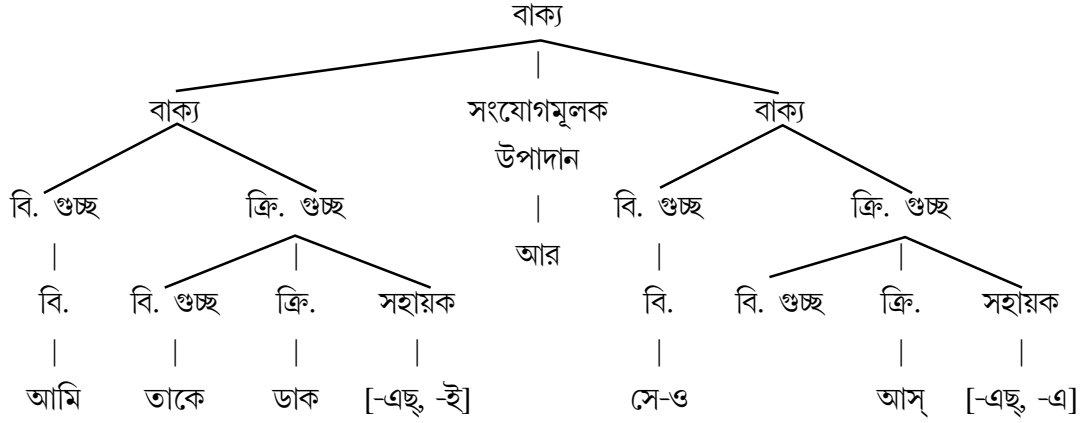 বাক্য
বাক্য সংযোগমূলক বাক্য
উপাদান
বি. গুচ্ছ ক্রি. গুচ্ছ বি. গুচ্ছ ক্রি. গুচ্ছ
আর
বি. বি. গুচ্ছ ক্রি. সহায়ক বি. বি. গুচ্ছ ক্রি. সহায়ক
আমি তাকে ডাক [-এছ্, -ই] সে-ও আস্ [-এছ্, -এ]